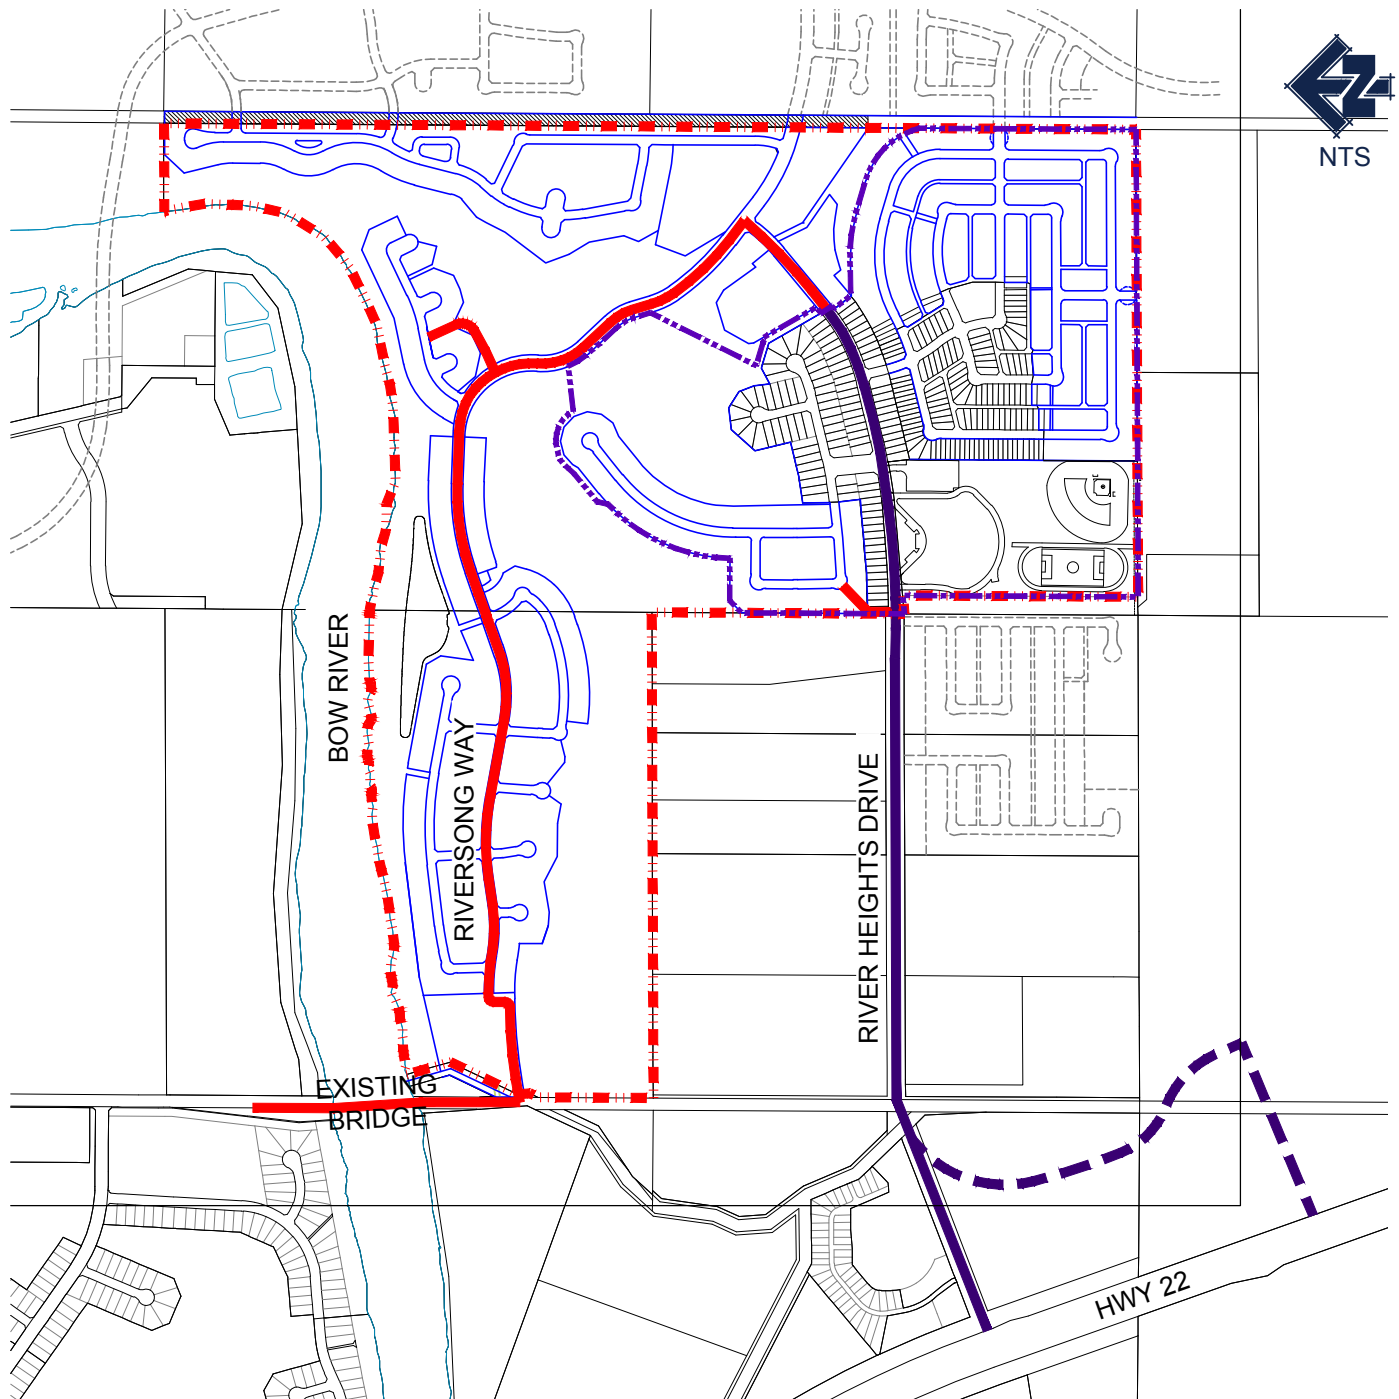 NTS
BOW RIVER
RIVERSONG WAY
RIVER HEIGHTS DRIVE
EXISTING
BRIDGE
HWY 22